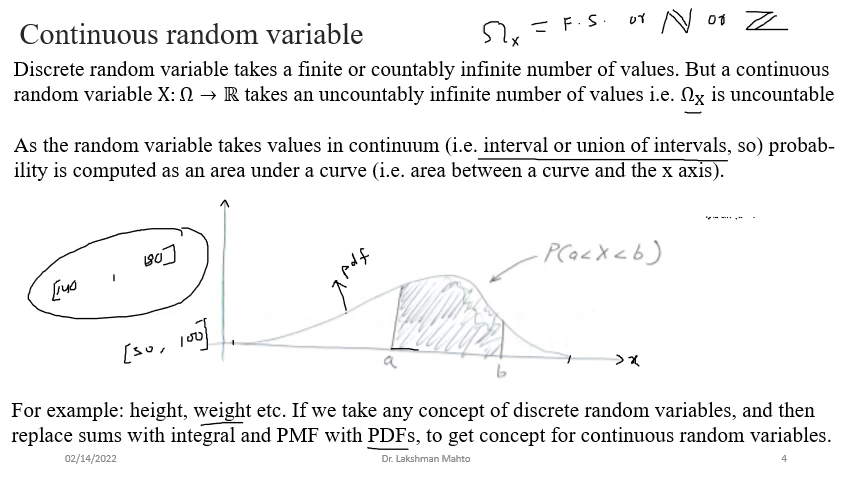 Continuous random variable
Ωx = F.S. or ℕ or ℤ
Discrete random variable takes a finite or countably infinite number of values. But a continuous
random variable X: Ω → ℝ takes an uncountably infinite number of values i.e. Ωx is uncountable
As the random variable takes values in continuum (i.e. interval or union of intervals, so) probab-
ility is computed as an area under a curve (i.e. area between a curve and the x axis).
P(a<X<b)
pdf
[140, 180]
[50, 100]
a
b
x
For example: height, weight etc. If we take any concept of discrete random variables, and then
replace sums with integral and PMF with PDFs, to get concept for continuous random variables.
02/14/2022
Dr. Lakshman Mahto
4